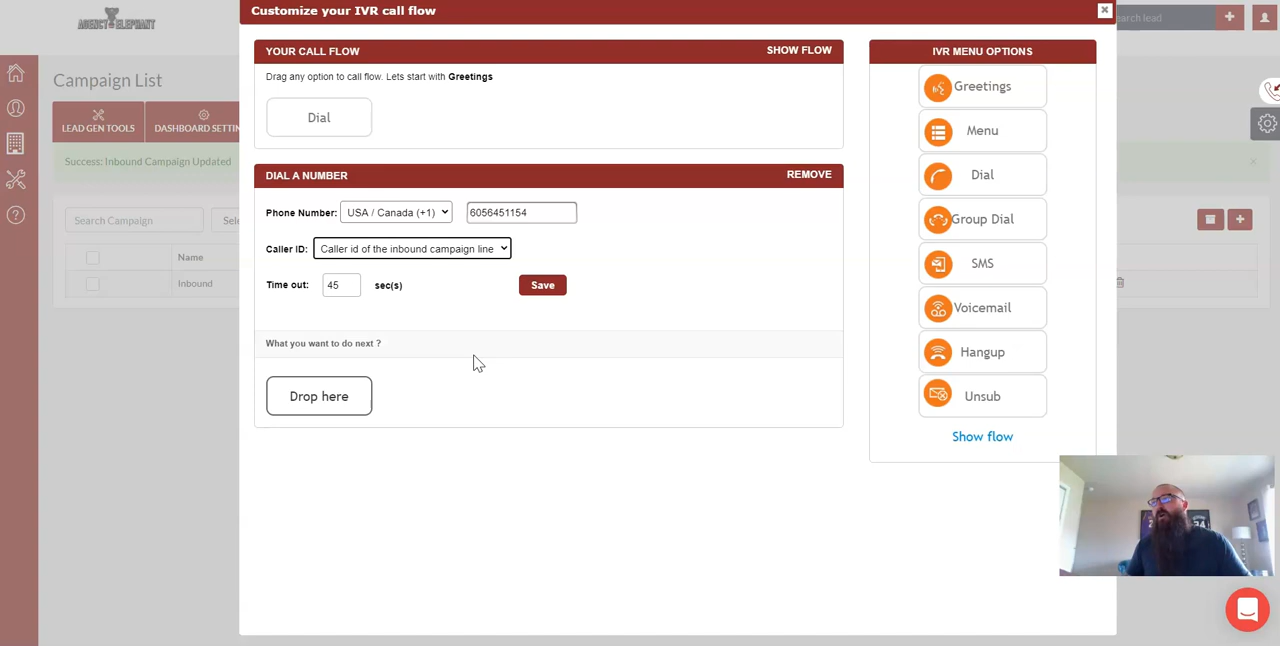 Customize your IVR call flow
×
AGENCY ELEPHANT
Campaign List
LEAD GEN TOOLS
DASHBOARD SETTIN
Success: Inbound Campaign Updated
Search Campaign
Name
Inbound
YOUR CALL FLOW
SHOW FLOW
Drag any option to call flow. Lets start with Greetings
Dial
DIAL A NUMBER
REMOVE
Phone Number:
USA / Canada (+1)
6056451154
Caller ID:
Caller id of the inbound campaign line
Time out:
45
sec(s)
Save
What you want to do next ?
Drop here
IVR MENU OPTIONS
Greetings
Menu
Dial
Group Dial
SMS
Voicemail
Hangup
Unsub
Show flow
lead